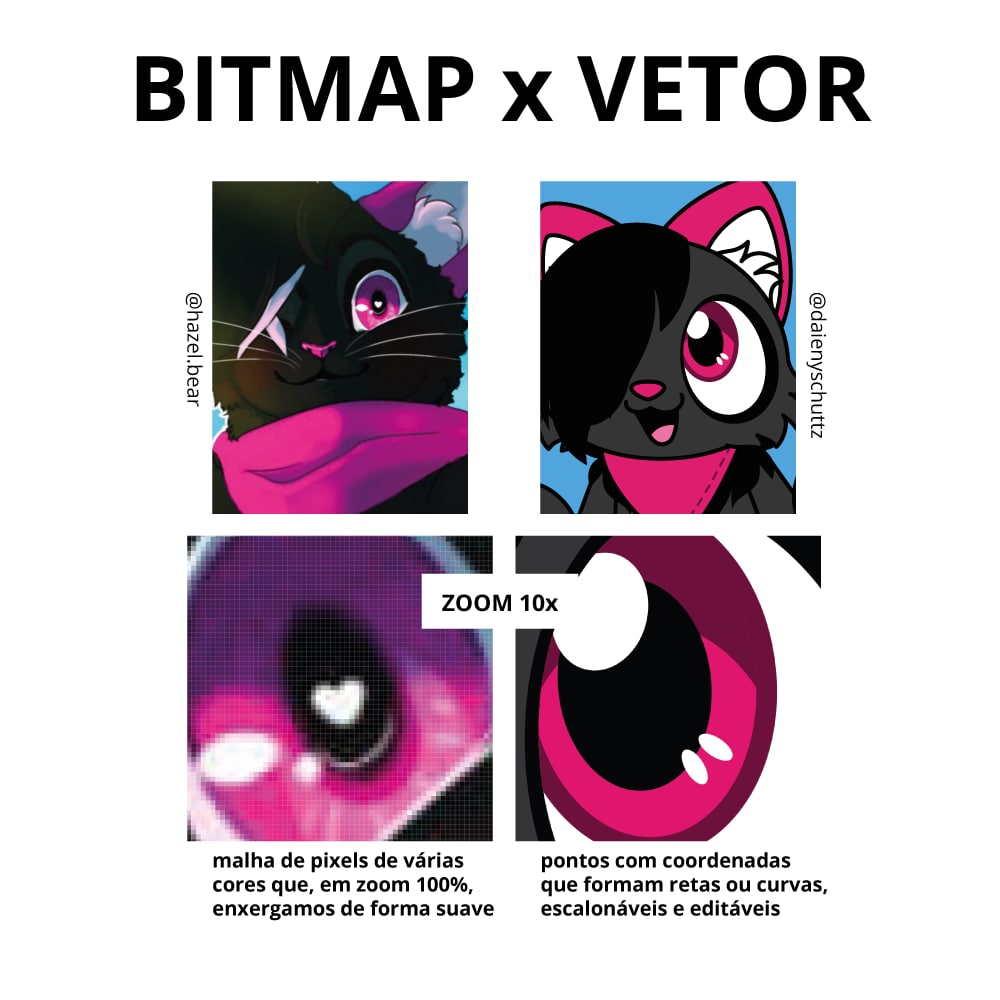 BITMAP x VETOR
@hazel.bear
@daienyschuttz
ZOOM 10x
malha de pixels de várias
cores que, em zoom 100%,
enxergamos de forma suave
pontos com coordenadas
que formam retas ou curvas,
escalonáveis e editáveis